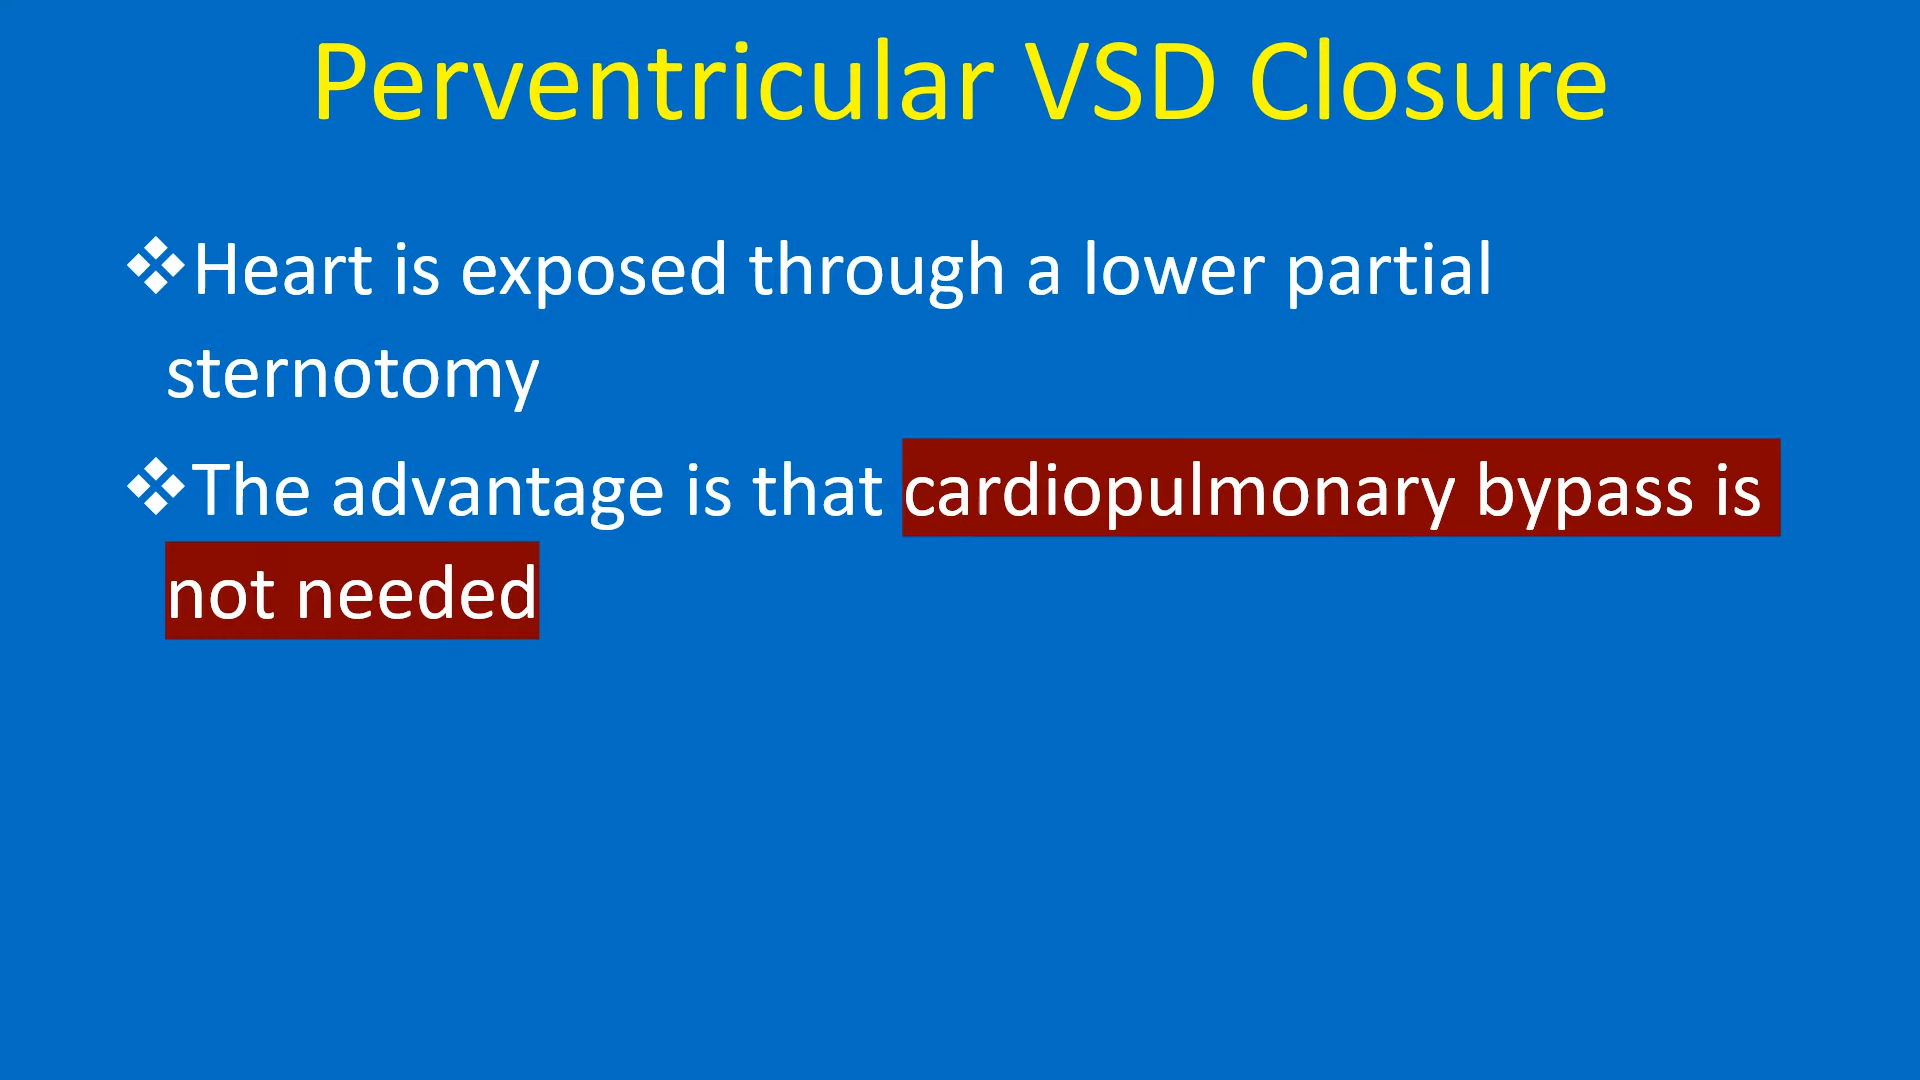 Perventricular VSD Closure
❖Heart is exposed through a lower partial
sternotomy
❖The advantage is that cardiopulmonary bypass is
not needed